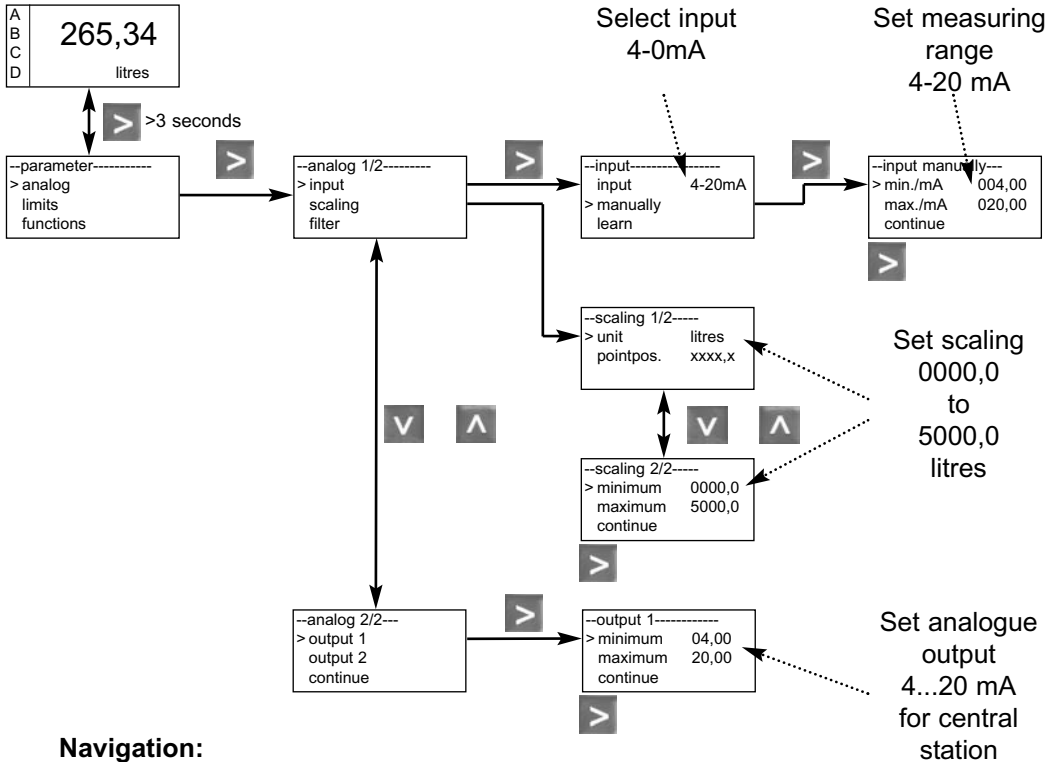 A
B
C
D
265,34
litres
> >3 seconds
--parameter-----------
> analog
limits
functions
>
--analog 1/2---------
> input
scaling
filter
>
Select input
4-0mA
--input------------------
input 4-20mA
> manually
learn
>
Set measuring
range
4-20 mA
--input manually---
> min./mA 004,00
max./mA 020,00
continue
>
--scaling 1/2-----
> unit litres
pointpos. xxxx,x
v ʌ
v ʌ
--scaling 2/2-----
> minimum 0000,0
maximum 5000,0
continue
>
Set scaling
0000,0
to
5000,0
litres
--analog 2/2---
> output 1
output 2
continue
>
--output 1------------
> minimum 04,00
maximum 20,00
continue
>
Set analogue
output
4...20 mA
for central
station
Navigation: